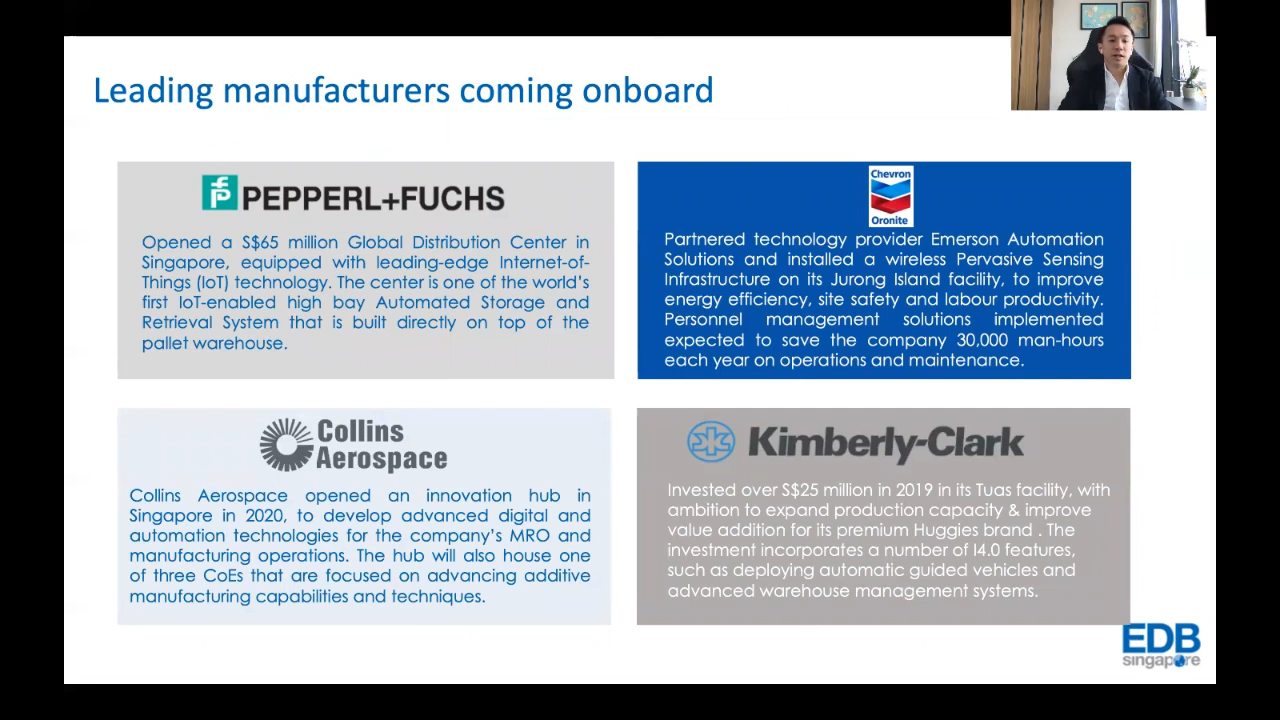 Leading manufacturers coming onboard
PEPPERL+FUCHS
Opened a S$65 million Global Distribution Center in
Singapore, equipped with leading-edge Internet-of-
Things (IoT) technology. The center is one of the world's
first IoT-enabled high bay Automated Storage and
Retrieval System that is built directly on top of the
pallet warehouse.
Chevron
Oronite
Partnered technology provider Emerson Automation
Solutions and installed a wireless Pervasive Sensing
Infrastructure on its Jurong Island facility, to improve
energy efficiency, site safety and labour productivity.
Personnel management solutions implemented
expected to save the company 30,000 man-hours
each year on operations and maintenance.
Collins
Aerospace
Collins Aerospace opened an innovation hub in
Singapore in 2020, to develop advanced digital and
automation technologies for the company's MRO and
manufacturing operations. The hub will also house one
of three CoEs that are focused on advancing additive
manufacturing capabilities and techniques.
Kimberly-Clark
Invested over S$25 million in 2019 in its Tuas facility, with
ambition to expand production capacity & improve
value addition for its premium Huggies brand . The
investment incorporates a number of I4.0 features,
such as deploying automatic guided vehicles and
advanced warehouse management systems.
EDB
singapore